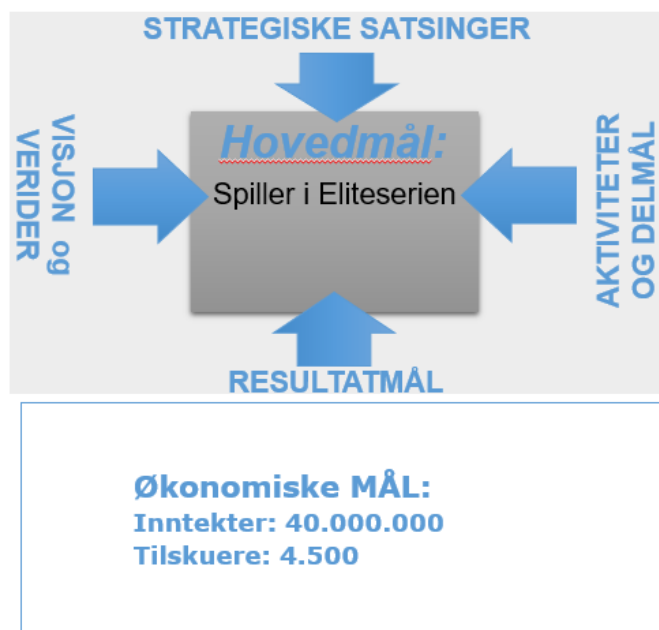 STRATEGISKE SATSINGER
VISJON og
VERIDER
Hovedmål:
Spiller i Eliteserien
AKTIVITETER
OG DELMÅL
RESULTATMÅL
Økonomiske MÅL:
Inntekter: 40.000.000
Tilskuere: 4.500